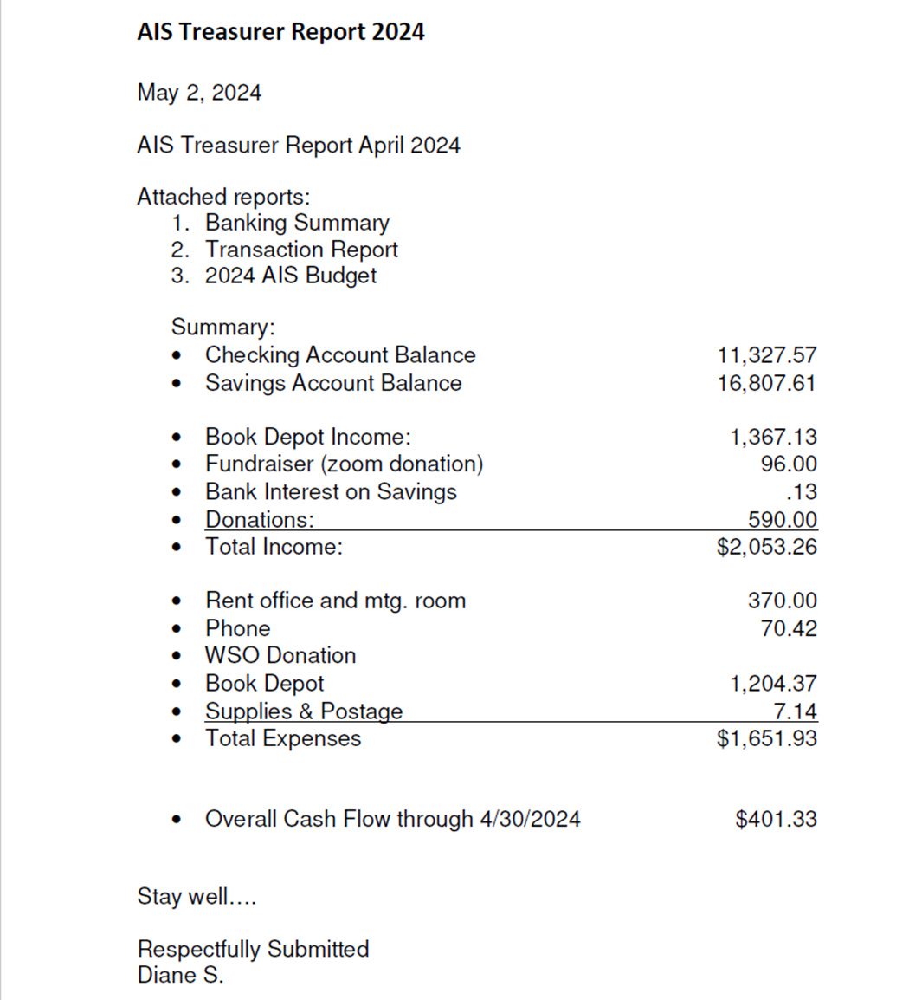 AIS Treasurer Report 2024
May 2, 2024
AIS Treasurer Report April 2024
Attached reports:
1. Banking Summary
2. Transaction Report
3. 2024 AIS Budget
Summary:
• Checking Account Balance 11,327.57
• Savings Account Balance 16,807.61
• Book Depot Income: 1,367.13
• Fundraiser (zoom donation) 96.00
• Bank Interest on Savings .13
• Donations: 590.00
• Total Income: $2,053.26
• Rent office and mtg. room 370.00
• Phone 70.42
• WSO Donation
• Book Depot 1,204.37
• Supplies & Postage 7.14
• Total Expenses $1,651.93
• Overall Cash Flow through 4/30/2024 $401.33
Stay well....
Respectfully Submitted
Diane S.